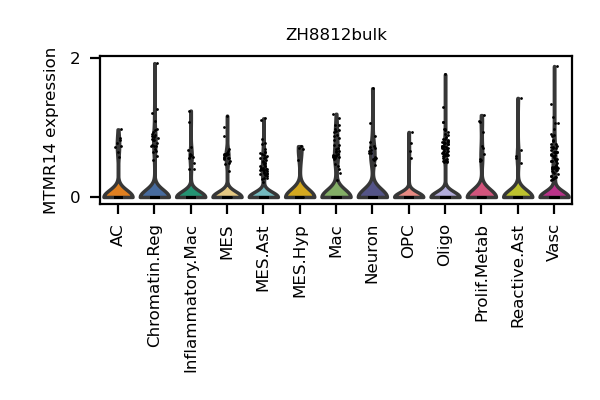 ZH8812bulk
MTMR14 expression
2
0
AC
Chromatin.Reg
Inflammatory.Mac
MES
MES.Ast
MES.Hyp
Mac
Neuron
OPC
Oligo
Prolif.Metab
Reactive.Ast
Vasc